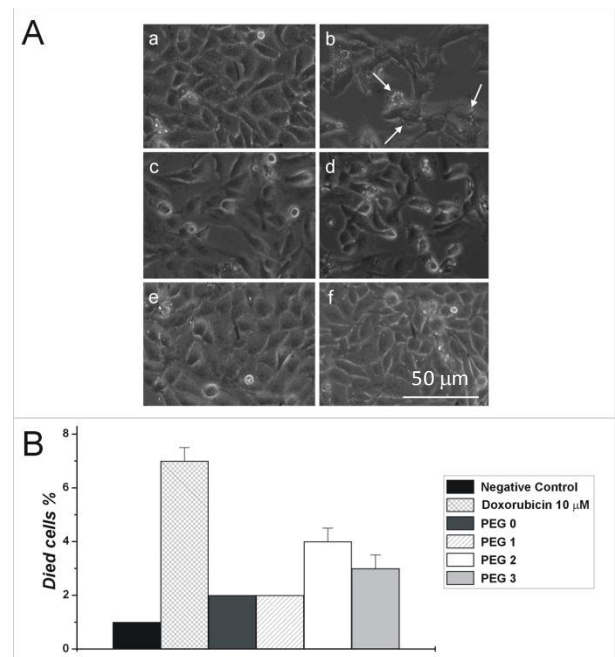 A
a
b
c
d
e
f
50 µm
B
Died cells %
8
6
4
2
0
Negative Control
Doxorubicin 10 µM
PEG 0
PEG 1
PEG 2
PEG 3